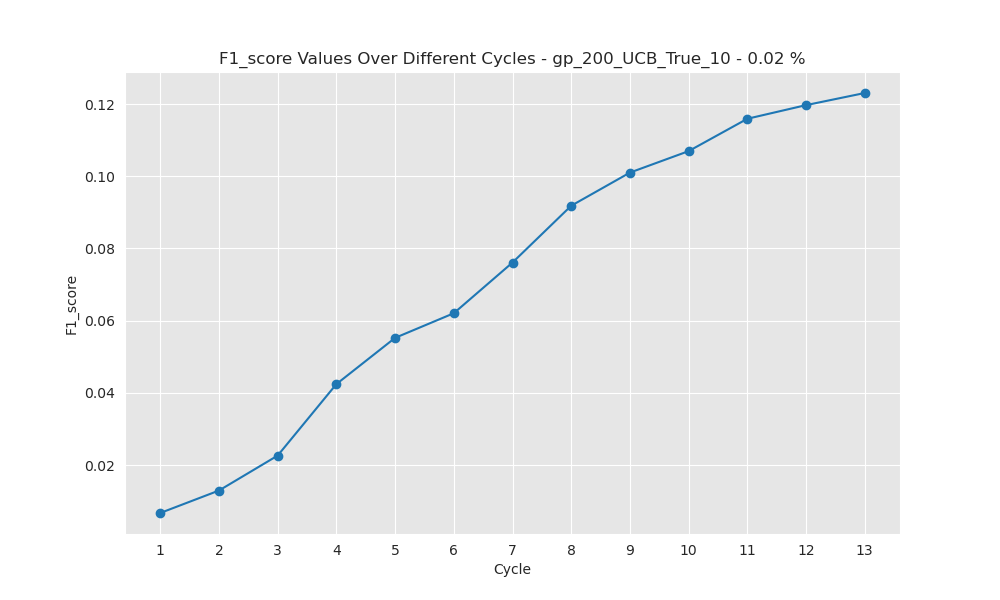 F1_score Values Over Different Cycles - gp_200_UCB_True_10 - 0.02 %
0.12
0.10
0.08
0.06
0.04
0.02
F1_score
1 2 3 4 5 6 7 8 9 10 11 12 13
Cycle